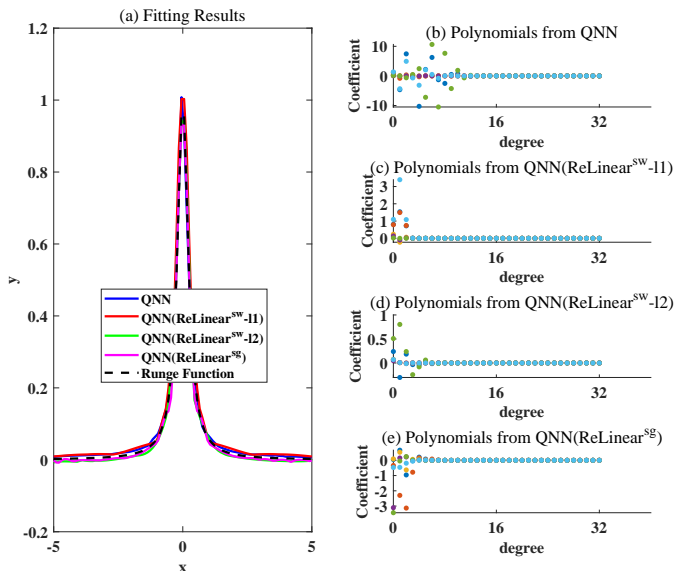 (a) Fitting Results
1.2
1
0.8
0.6
0.4
0.2
0
-0.2
y
-5
0
5
x
QNN
QNN(ReLinear^sw-l1)
QNN(ReLinear^sw-l2)
QNN(ReLinear^sg)
Runge Function
(b) Polynomials from QNN
10
0
-10
Coefficient
0
16
32
degree
(c) Polynomials from QNN(ReLinear^sw-l1)
3
2
1
0
Coefficient
0
16
32
degree
(d) Polynomials from QNN(ReLinear^sw-l2)
1
0.5
0
Coefficient
0
16
32
degree
(e) Polynomials from QNN(ReLinear^sg)
0
-1
-2
-3
Coefficient
0
16
32
degree